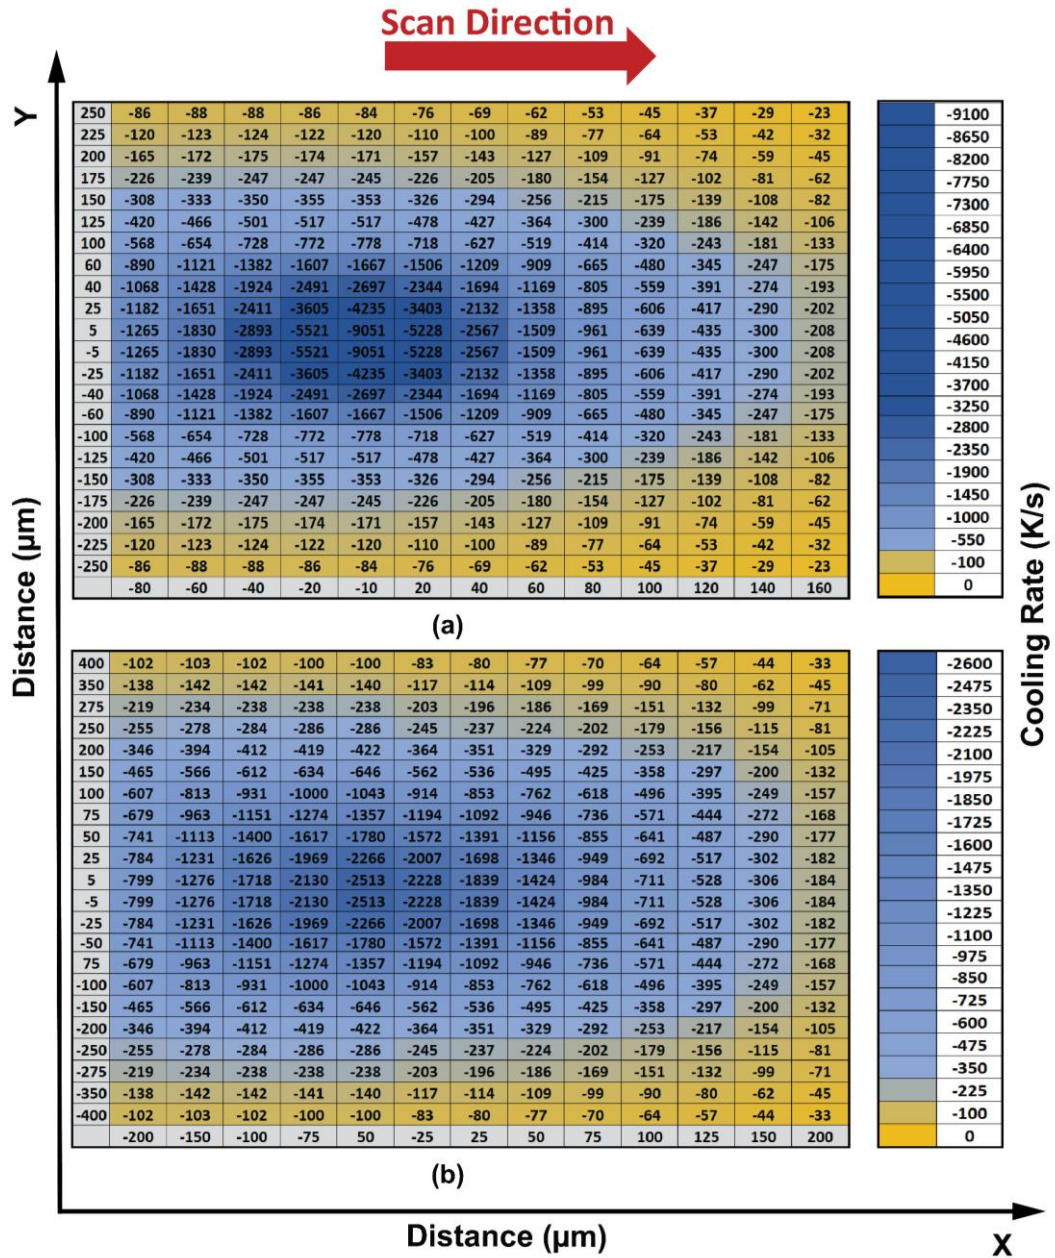 Scan Direction
Y
250 -86 -88 -88 -86 -84 -76 -69 -62 -53 -45 -37 -29 -23
225 -120 -123 -124 -122 -120 -110 -100 -89 -77 -64 -53 -42 -32
200 -165 -172 -175 -174 -171 -157 -143 -127 -109 -91 -74 -59 -45
175 -226 -239 -247 -247 -245 -226 -205 -180 -154 -127 -102 -81 -62
150 -308 -333 -350 -355 -353 -326 -294 -256 -215 -175 -139 -108 -82
125 -420 -466 -501 -517 -517 -478 -427 -364 -300 -239 -186 -142 -106
100 -568 -654 -728 -772 -778 -718 -627 -519 -414 -320 -243 -181 -133
60 -890 -1121 -1382 -1607 -1667 -1506 -1209 -909 -665 -480 -345 -247 -175
40 -1068 -1428 -1924 -2491 -2697 -2344 -1694 -1169 -805 -559 -391 -274 -193
25 -1182 -1651 -2411 -3605 -4235 -3403 -2132 -1358 -895 -606 -417 -290 -202
5 -1265 -1830 -2893 -5521 -9051 -5228 -2567 -1509 -961 -639 -435 -300 -208
-5 -1265 -1830 -2893 -5521 -9051 -5228 -2567 -1509 -961 -639 -435 -300 -208
-25 -1182 -1651 -2411 -3605 -4235 -3403 -2132 -1358 -895 -606 -417 -290 -202
-40 -1068 -1428 -1924 -2491 -2697 -2344 -1694 -1169 -805 -559 -391 -274 -193
-60 -890 -1121 -1382 -1607 -1667 -1506 -1209 -909 -665 -480 -345 -247 -175
-100 -568 -654 -728 -772 -778 -718 -627 -519 -414 -320 -243 -181 -133
-125 -420 -466 -501 -517 -517 -478 -427 -364 -300 -239 -186 -142 -106
-150 -308 -333 -350 -355 -353 -326 -294 -256 -215 -175 -139 -108 -82
-175 -226 -239 -247 -247 -245 -226 -205 -180 -154 -127 -102 -81 -62
-200 -165 -172 -175 -174 -171 -157 -143 -127 -109 -91 -74 -59 -45
-225 -120 -123 -124 -122 -120 -110 -100 -89 -77 -64 -53 -42 -32
-250 -86 -88 -88 -86 -84 -76 -69 -62 -53 -45 -37 -29 -23
-80 -60 -40 -20 -10 20 40 60 80 100 120 140 160
-9100
-8650
-8200
-7750
-7300
-6850
-6400
-5950
-5500
-5050
-4600
-4150
-3700
-3250
-2800
-2350
-1900
-1450
-1000
-550
-100
0
(a)
400 -102 -103 -102 -100 -100 -83 -80 -77 -70 -64 -57 -44 -33
350 -138 -142 -142 -141 -140 -117 -114 -109 -99 -90 -80 -62 -45
275 -219 -234 -238 -238 -238 -203 -196 -186 -169 -151 -132 -99 -71
250 -255 -278 -284 -286 -286 -245 -237 -224 -202 -179 -156 -115 -81
200 -346 -394 -412 -419 -422 -364 -351 -329 -292 -253 -217 -154 -105
150 -465 -566 -612 -634 -646 -562 -536 -495 -425 -358 -297 -200 -132
100 -607 -813 -931 -1000 -1043 -914 -853 -762 -618 -496 -395 -249 -157
75 -679 -963 -1151 -1274 -1357 -1194 -1092 -946 -736 -571 -444 -272 -168
50 -741 -1113 -1400 -1617 -1780 -1572 -1391 -1156 -855 -641 -487 -290 -177
25 -784 -1231 -1626 -1969 -2266 -2007 -1698 -1346 -949 -692 -517 -302 -182
5 -799 -1276 -1718 -2130 -2513 -2228 -1839 -1424 -984 -711 -528 -306 -184
-5 -799 -1276 -1718 -2130 -2513 -2228 -1839 -1424 -984 -711 -528 -306 -184
-25 -784 -1231 -1626 -1969 -2266 -2007 -1698 -1346 -949 -692 -517 -302 -182
-50 -741 -1113 -1400 -1617 -1780 -1572 -1391 -1156 -855 -641 -487 -290 -177
75 -679 -963 -1151 -1274 -1357 -1194 -1092 -946 -736 -571 -444 -272 -168
-100 -607 -813 -931 -1000 -1043 -914 -853 -762 -618 -496 -395 -249 -157
-150 -465 -566 -612 -634 -646 -562 -536 -495 -425 -358 -297 -200 -132
-200 -346 -394 -412 -419 -422 -364 -351 -329 -292 -253 -217 -154 -105
-250 -255 -278 -284 -286 -286 -245 -237 -224 -202 -179 -156 -115 -81
-275 -219 -234 -238 -238 -238 -203 -196 -186 -169 -151 -132 -99 -71
-350 -138 -142 -142 -141 -140 -117 -114 -109 -99 -90 -80 -62 -45
-400 -102 -103 -102 -100 -100 -83 -80 -77 -70 -64 -57 -44 -33
-200 -150 -100 -75 50 -25 25 50 75 100 125 150 200
-2600
-2475
-2350
-2225
-2100
-1975
-1850
-1725
-1600
-1475
-1350
-1225
-1100
-975
-850
-725
-600
-475
-350
-225
-100
0
(b)
Distance (μm)
Cooling Rate (K/s)
Distance (μm)
X